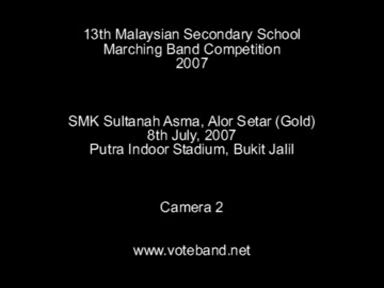 13th Malaysian Secondary School
Marching Band Competition
2007
SMK Sultanah Asma, Alor Setar (Gold)
8th July, 2007
Putra Indoor Stadium, Bukit Jalil
Camera 2
www.voteband.net